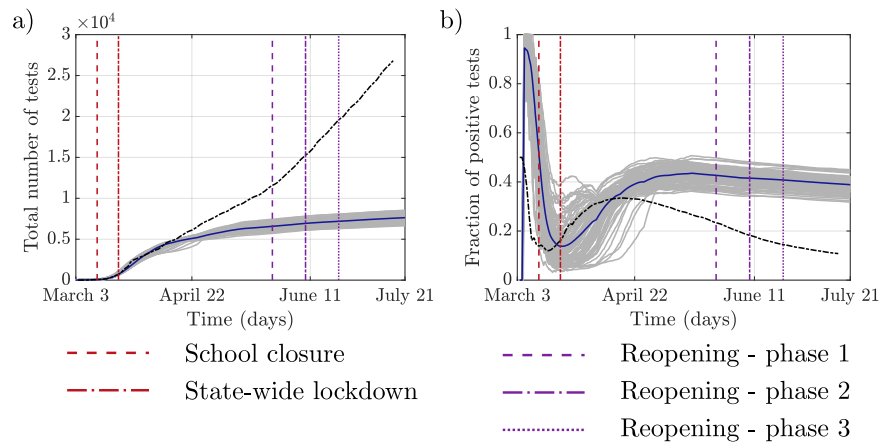 a)
×10⁴
3
2.5
2
1.5
1
0.5
0
March 3 April 22 June 11 July 21
Time (days)
Total number of tests
b)
1
0.8
0.6
0.4
0.2
0
March 3 April 22 June 11 July 21
Time (days)
Fraction of positive tests
School closure
State-wide lockdown
Reopening - phase 1
Reopening - phase 2
Reopening - phase 3